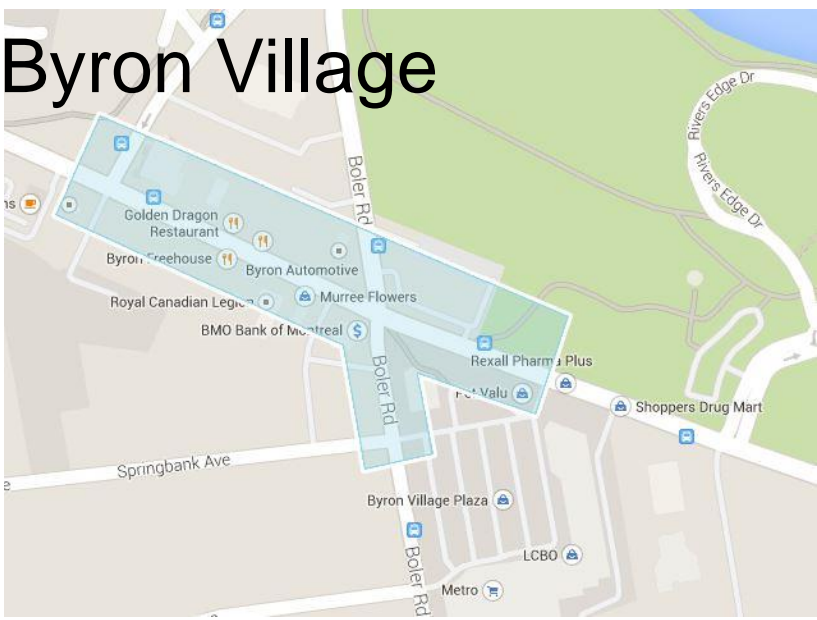 Byron Village
Rivers Edge Dr
Rivers Edge Dr
Boler Rd
ns
Golden Dragon
Restaurant
Byron Freehouse
Byron Automotive
Royal Canadian Legion
Murree Flowers
BMO Bank of Montreal
$
Rexall Pharma Plus
Pet Valu
Boler Rd
Shoppers Drug Mart
Springbank Ave
e
Byron Village Plaza
LCBO
Boler Rd
Metro